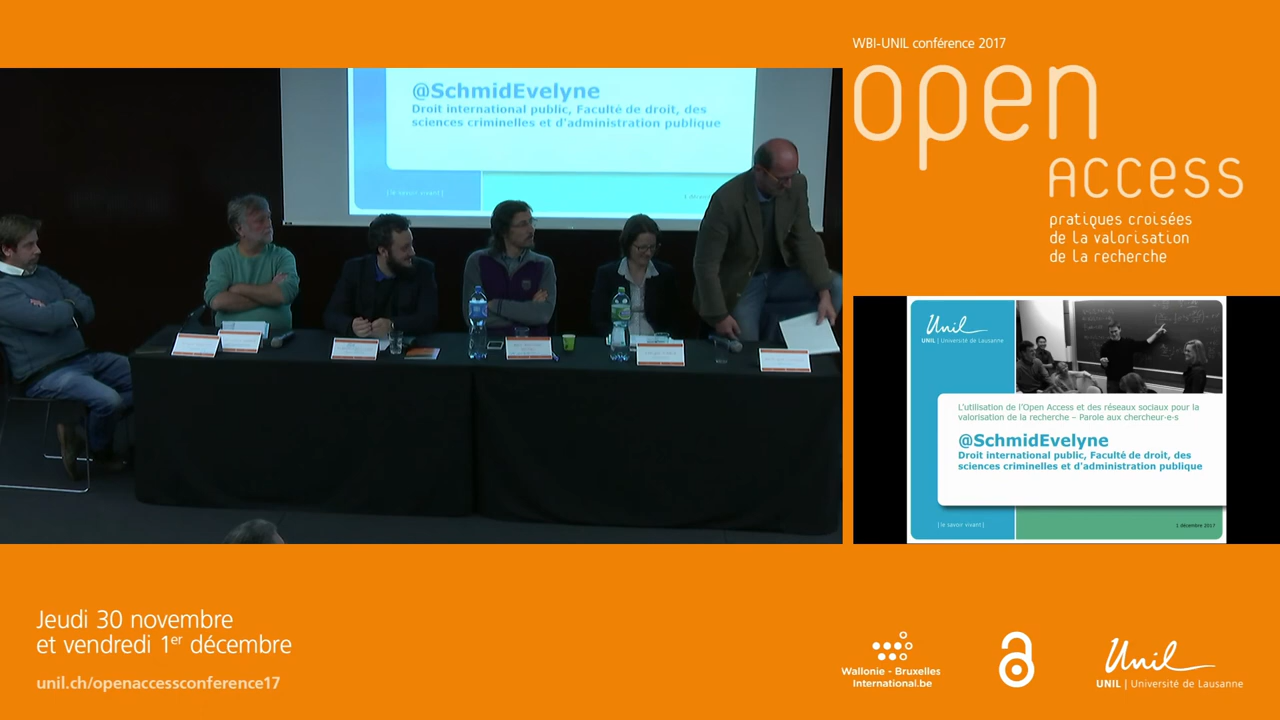 WBI-UNIL conférence 2017
open
access
pratiques croisées
de la valorisation
de la recherche
@SchmidEvelyne
Droit international public, Faculté de droit, des
sciences criminelles et d'administration publique
[ le savoir vivant ]
Unil
UNIL | Université de Lausanne
L'utilisation de l'Open Access et des réseaux sociaux pour la
valorisation de la recherche – Parole aux chercheur-e-s
@SchmidEvelyne
Droit international public, Faculté de droit, des
sciences criminelles et d'administration publique
[ le savoir vivant ]
1 décembre 2017
Jeudi 30 novembre
et vendredi 1er décembre
unil.ch/openaccessconference17
Wallonie - Bruxelles
International.be
Unil
UNIL | Université de Lausanne